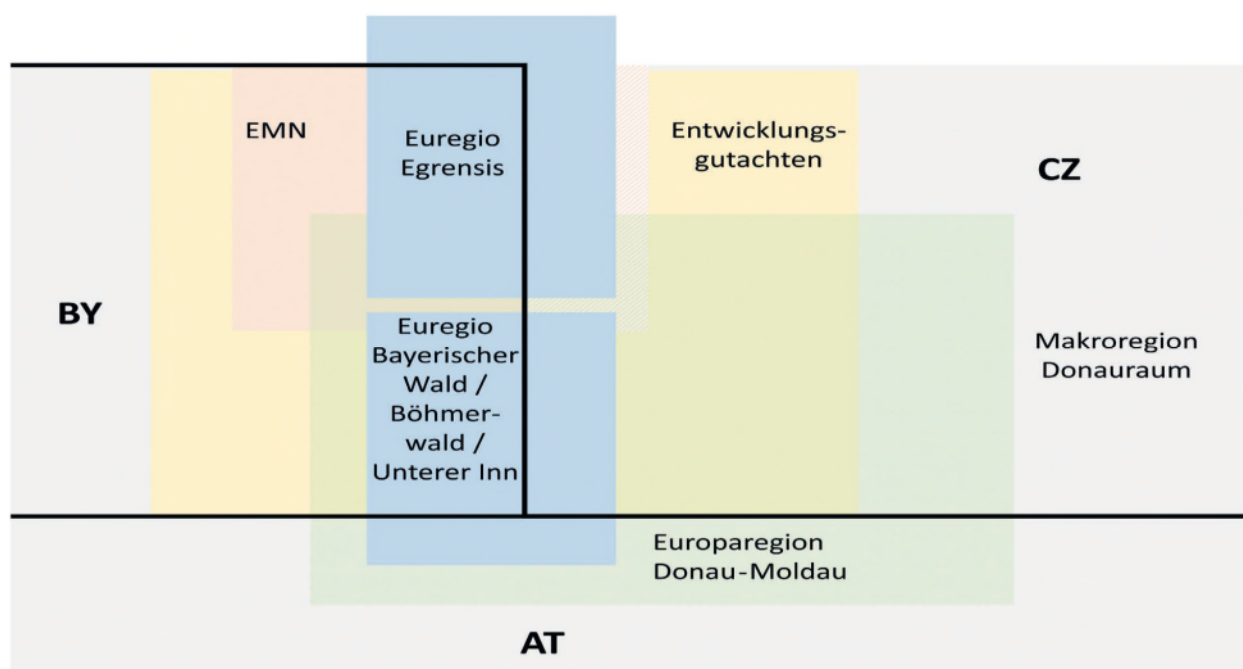 EMN
Euregio
Egrensis
Entwicklungs-
gutachten
CZ
BY
Euregio
Bayerischer
Wald /
Böhmer-
wald /
Unterer Inn
Makroregion
Donauraum
Europaregion
Donau-Moldau
AT